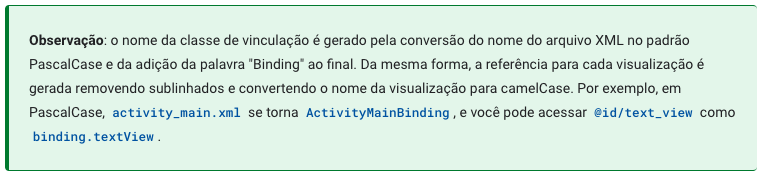 Observação: o nome da classe de vinculação é gerado pela conversão do nome do arquivo XML no padrão
PascalCase e da adição da palavra "Binding" ao final. Da mesma forma, a referência para cada visualização é
gerada removendo sublinhados e convertendo o nome da visualização para camelCase. Por exemplo, em
PascalCase, activity_main.xml se torna ActivityMainBinding, e você pode acessar @id/text_view como
binding.textView.